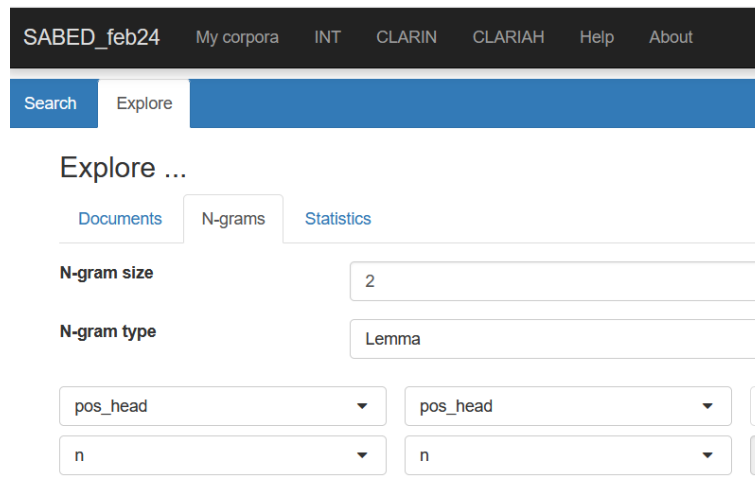 SABED_feb24 My corpora INT CLARIN CLARIAH Help About
Search Explore
Explore ...
Documents N-grams Statistics
N-gram size 2
N-gram type Lemma
pos_head pos_head
n n